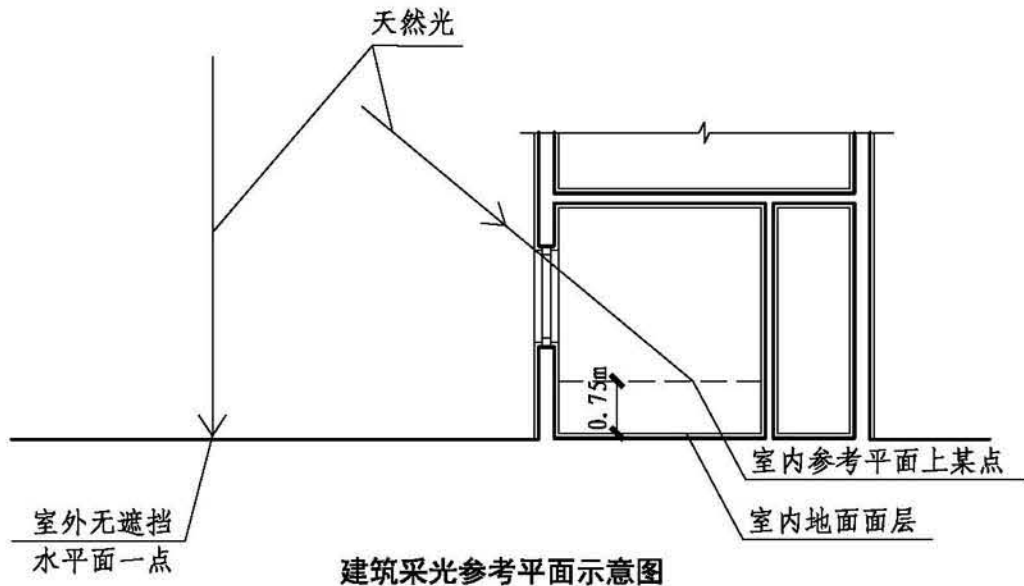 天然光
0.75m
室内参考平面上某点
室内地面面层
室外无遮挡
水平面一点
建筑采光参考平面示意图